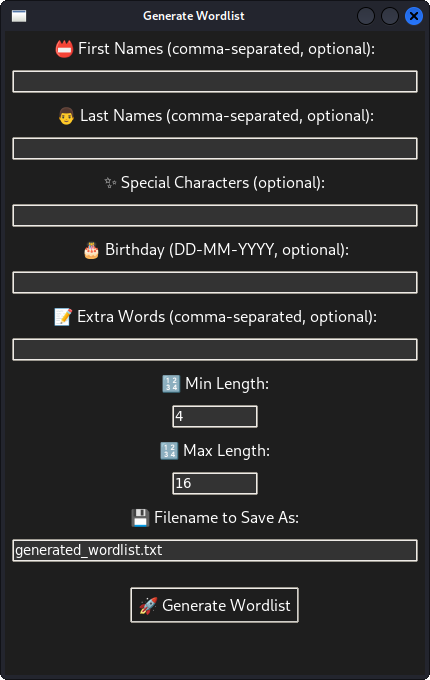 Generate Wordlist
📛 First Names (comma-separated, optional):
👨 Last Names (comma-separated, optional):
✨ Special Characters (optional):
🎂 Birthday (DD-MM-YYYY, optional):
📝 Extra Words (comma-separated, optional):
🔢 Min Length:
4
🔢 Max Length:
16
💾 Filename to Save As:
generated_wordlist.txt
🚀 Generate Wordlist